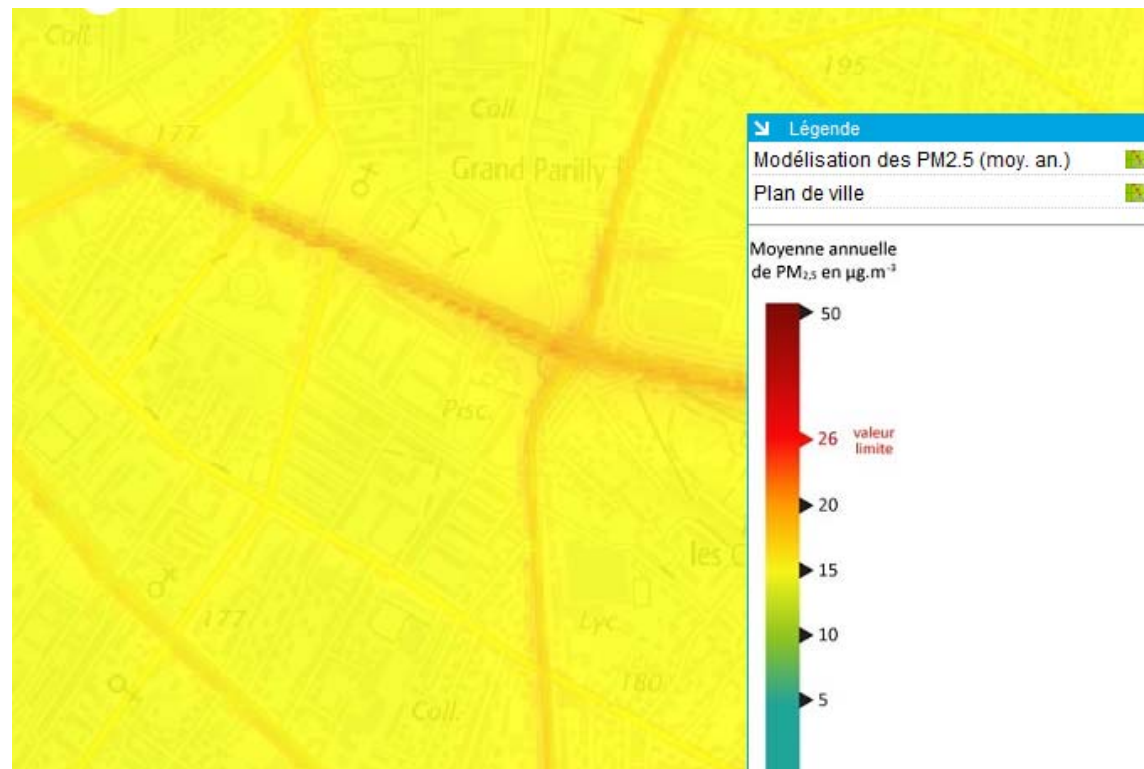 Coll.
195
Coll.
177
Grand Parilly
Légende
Modélisation des PM2.5 (moy. an.)
Plan de ville
Moyenne annuelle
de PM2,5 en µg.m-3
50
26 valeur
limite
20
15
10
5
Pisc.
les C
177
Lyc.
180
Coll.